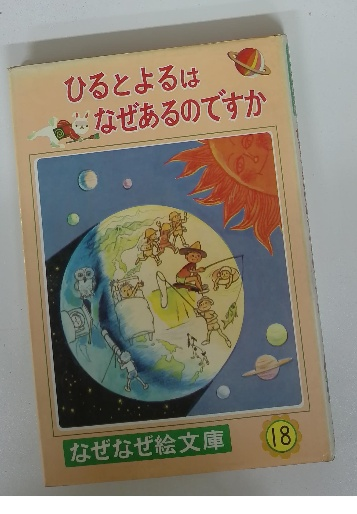 ひるとよるは
なぜあるのですか
なぜなぜ絵文庫
18